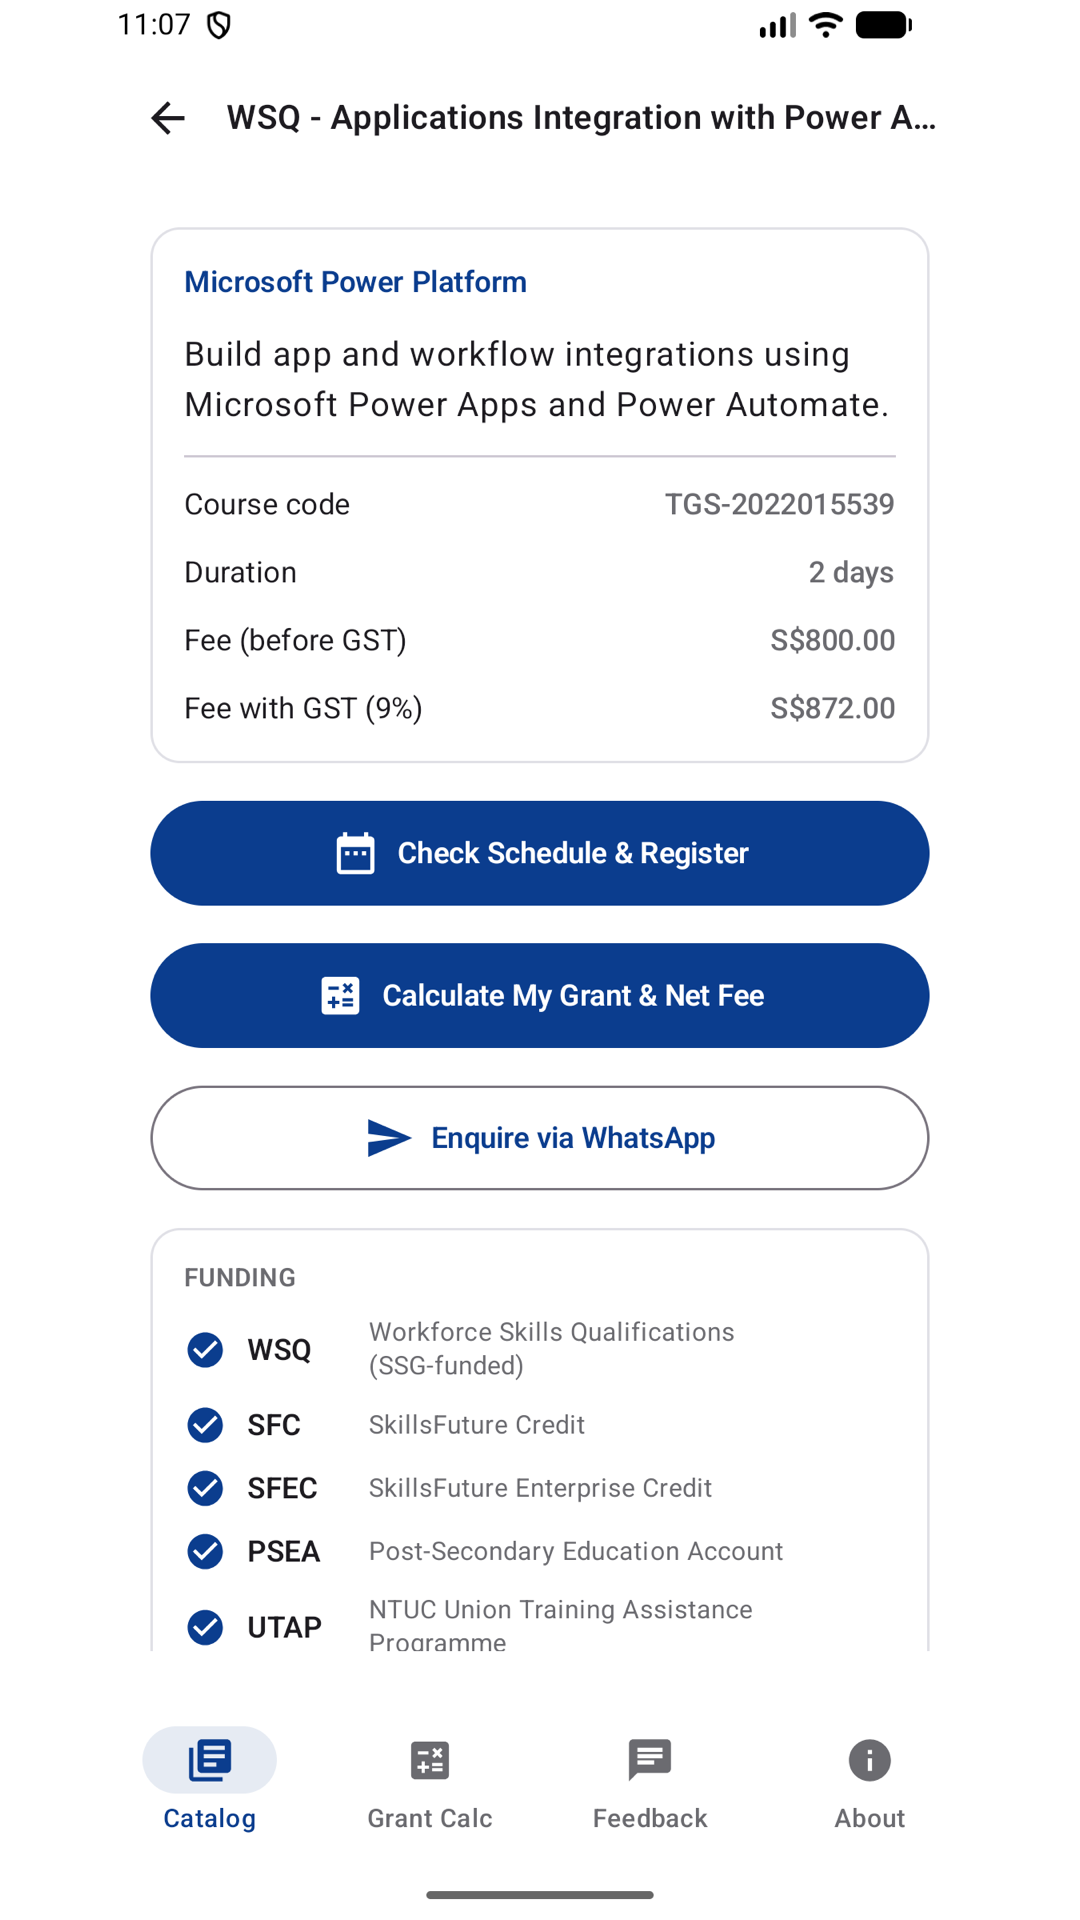 11:07
WSQ - Applications Integration with Power A...
Microsoft Power Platform
Build app and workflow integrations using
Microsoft Power Apps and Power Automate.
Course code TGS-2022015539
Duration 2 days
Fee (before GST) S$800.00
Fee with GST (9%) S$872.00
Check Schedule & Register
Calculate My Grant & Net Fee
Enquire via WhatsApp
FUNDING
WSQ Workforce Skills Qualifications
(SSG-funded)
SFC SkillsFuture Credit
SFEC SkillsFuture Enterprise Credit
PSEA Post-Secondary Education Account
UTAP NTUC Union Training Assistance
Programme
Catalog Grant Calc Feedback About